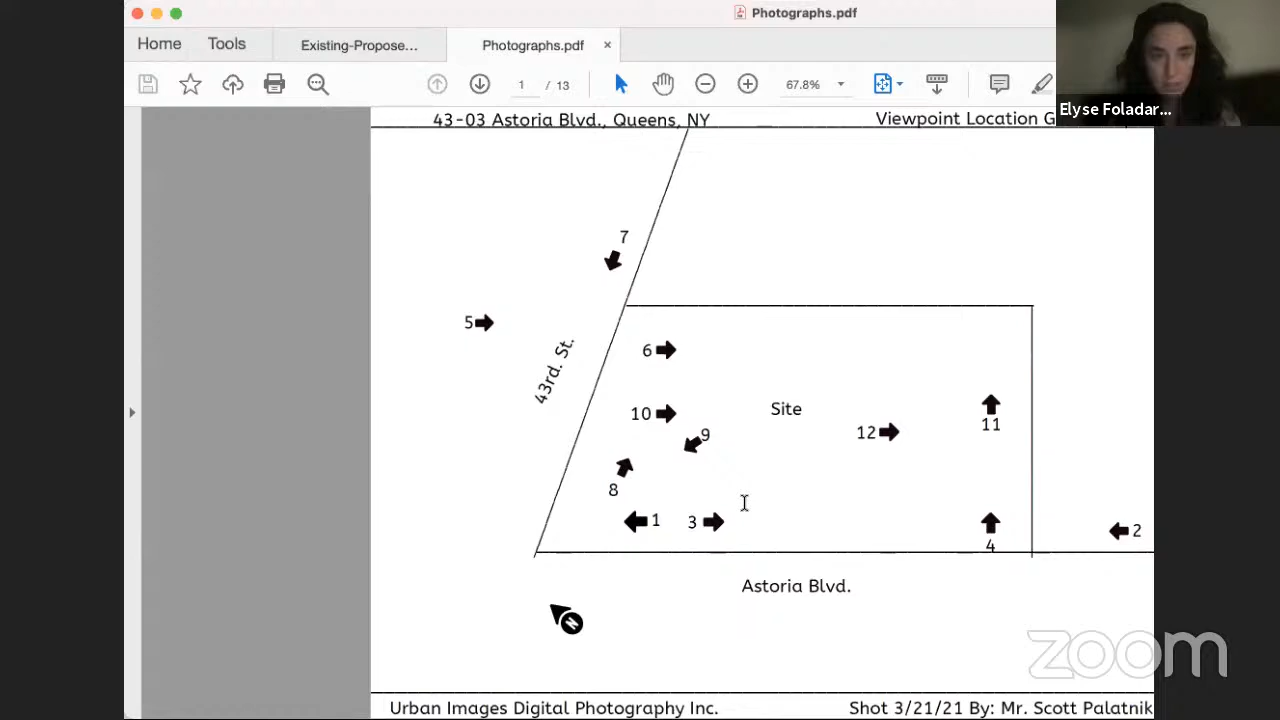 Photographs.pdf
Home Tools Existing-Propose... Photographs.pdf ×
1 / 13 67.8%
Elyse Foladar...
43-03 Astoria Blvd., Queens, NY Viewpoint Location G
7
5
43rd. St.
6
10
Site
9
12
11
8
1
3
4
2
Astoria Blvd.
N
zoom
Urban Images Digital Photography Inc. Shot 3/21/21 By: Mr. Scott Palatnik